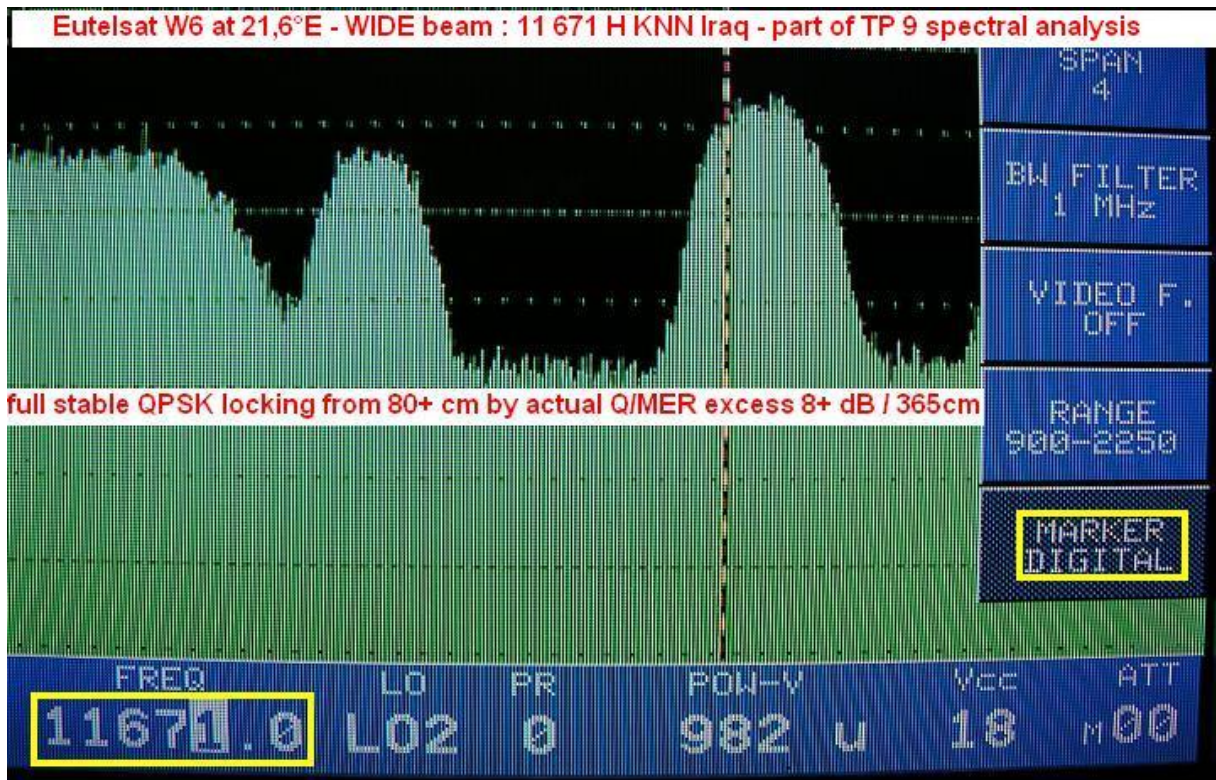 Eutelsat W6 at 21,6°E - WIDE beam : 11 671 H KNN Iraq - part of TP 9 spectral analysis
SPAN
4
BW FILTER
1 MHz
VIDEO F.
OFF
full stable QPSK locking from 80+ cm by actual Q/MER excess 8+ dB / 365cm
RANGE
900-2250
MARKER
DIGITAL
FREQ LO PR POW-V Vcc ATT
11671.0 LO2 0 982 u 18 M00